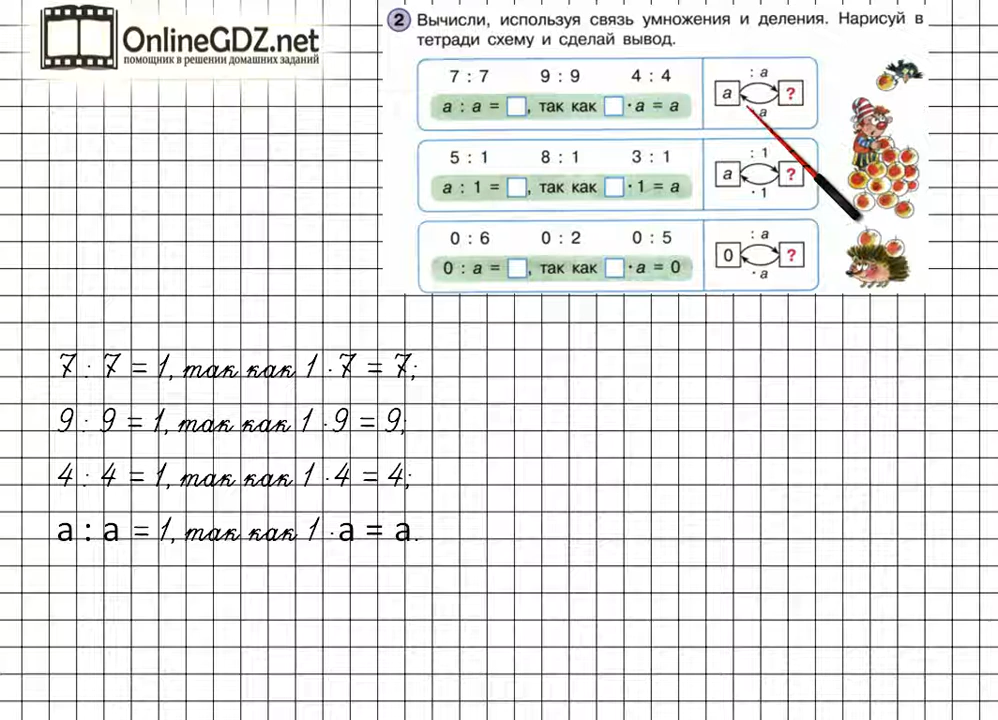 OnlineGDZ.net
помощник в решении домашних заданий
2 Вычисли, используя связь умножения и деления. Нарисуй в
тетради схему и сделай вывод.
7 : 7 9 : 9 4 : 4
a : a = □, так как □ · a = a
: a
a ?
a
5 : 1 8 : 1 3 : 1
a : 1 = □, так как □ · 1 = a
: 1
a ?
· 1
0 : 6 0 : 2 0 : 5
0 : a = □, так как □ · a = 0
: a
0 ?
· a
7 : 7 = 1, так как 1 · 7 = 7;
9 : 9 = 1, так как 1 · 9 = 9;
4 : 4 = 1, так как 1 · 4 = 4;
а : а = 1, так как 1 · а = а.